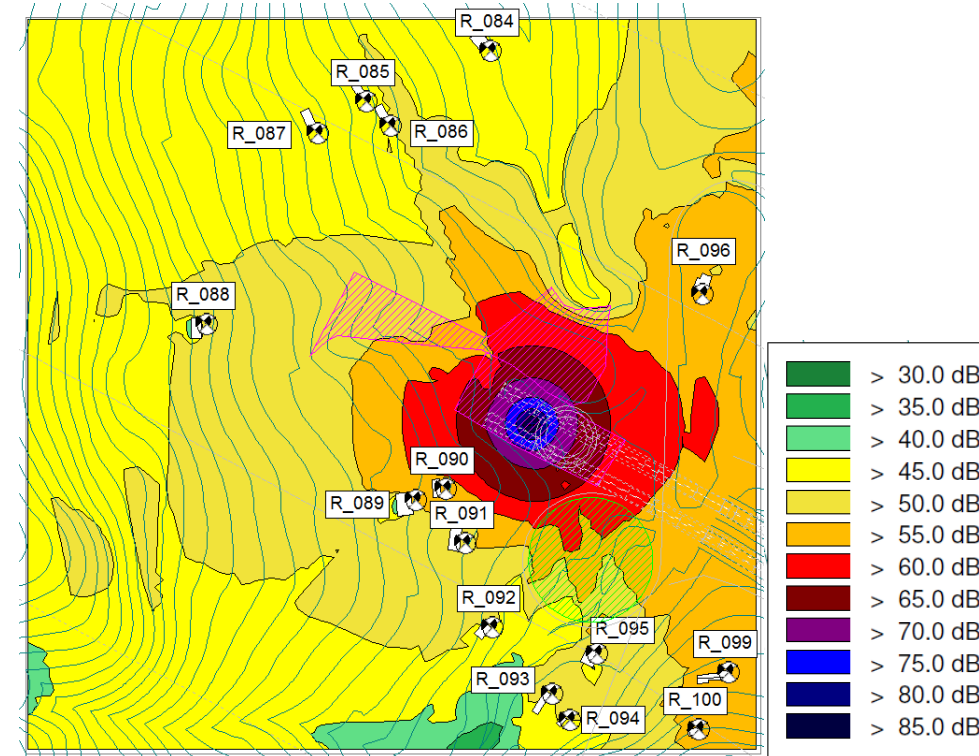 R_084
R_085
R_087
R_086
R_096
R_088
R_090
R_089
R_091
R_092
R_095
R_099
R_093
R_100
R_094
> 30.0 dB
> 35.0 dB
> 40.0 dB
> 45.0 dB
> 50.0 dB
> 55.0 dB
> 60.0 dB
> 65.0 dB
> 70.0 dB
> 75.0 dB
> 80.0 dB
> 85.0 dB